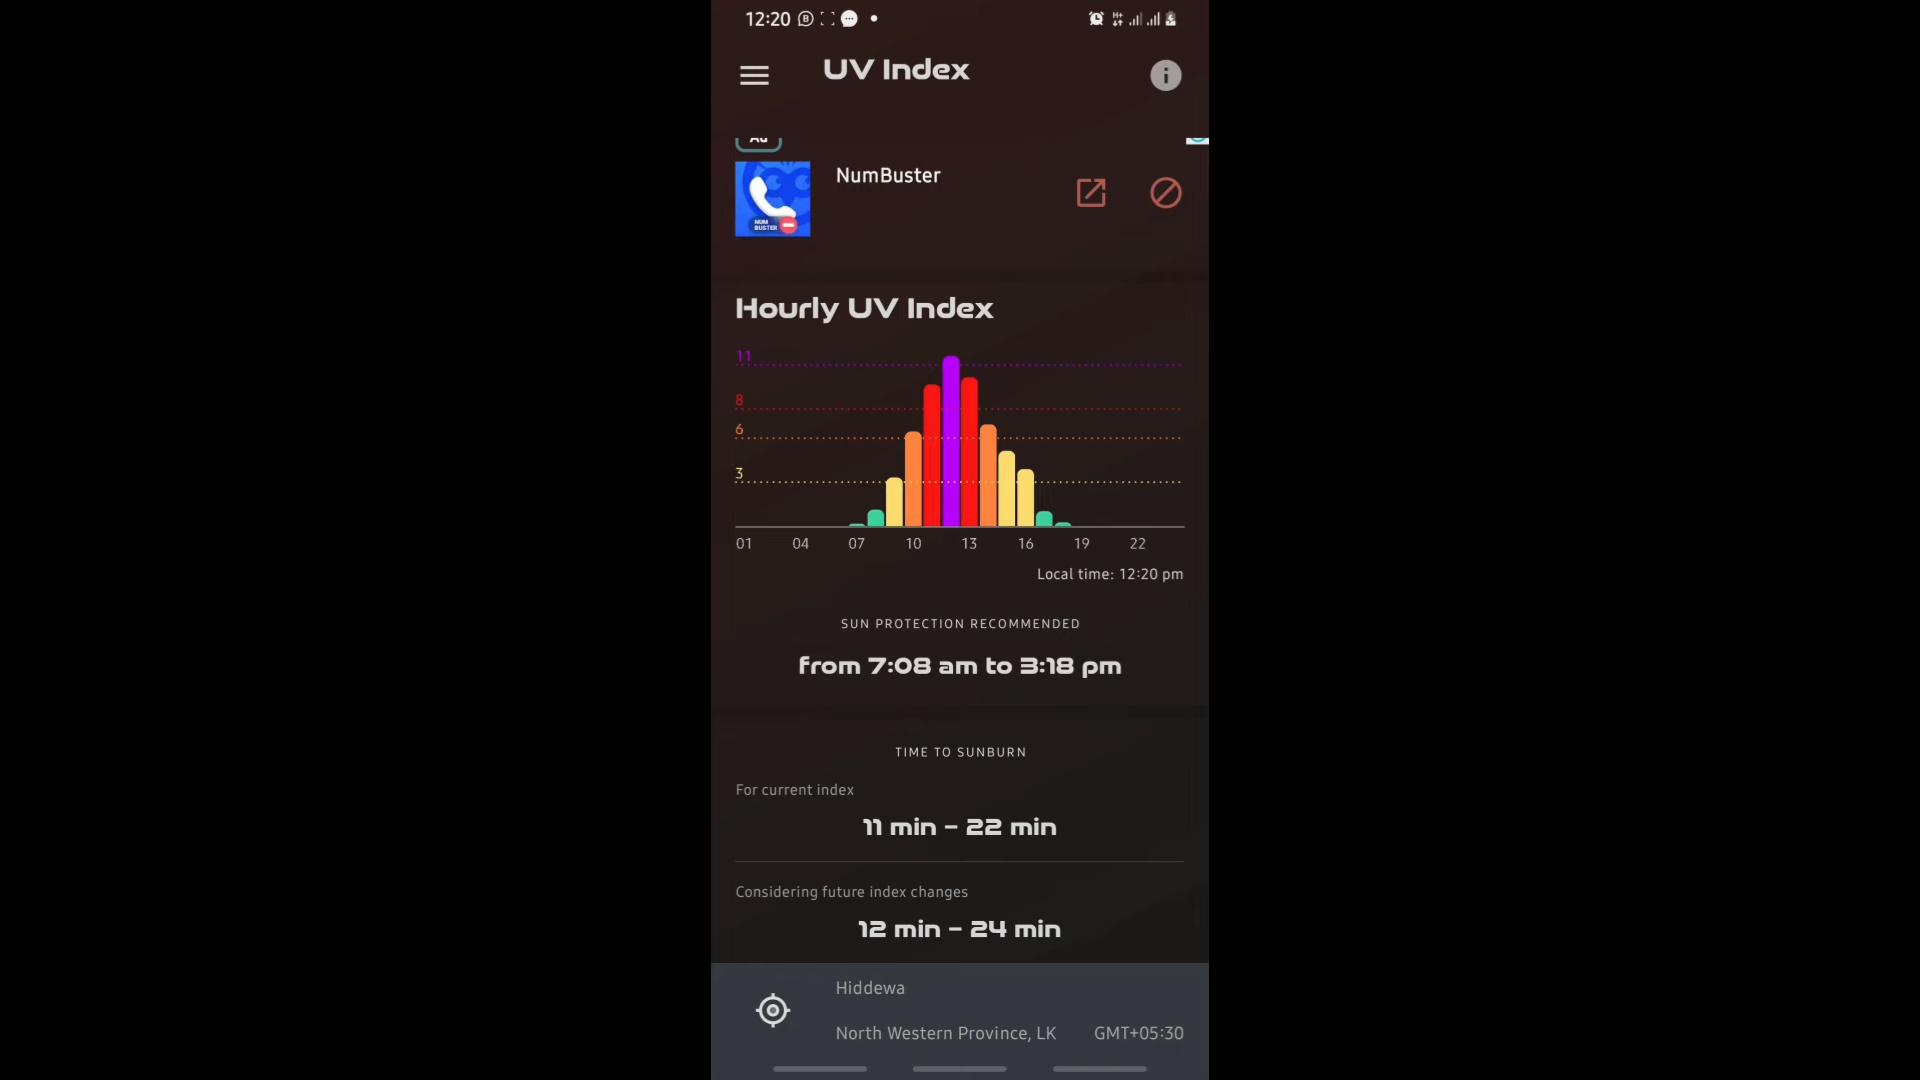 12:20
UV Index
Ad
NumBuster
NUM
BUSTER
Hourly UV Index
11
8
6
3
01 04 07 10 13 16 19 22
Local time: 12:20 pm
SUN PROTECTION RECOMMENDED
from 7:08 am to 3:18 pm
TIME TO SUNBURN
For current index
11 min – 22 min
Considering future index changes
12 min – 24 min
Hiddewa
North Western Province, LK GMT+05:30